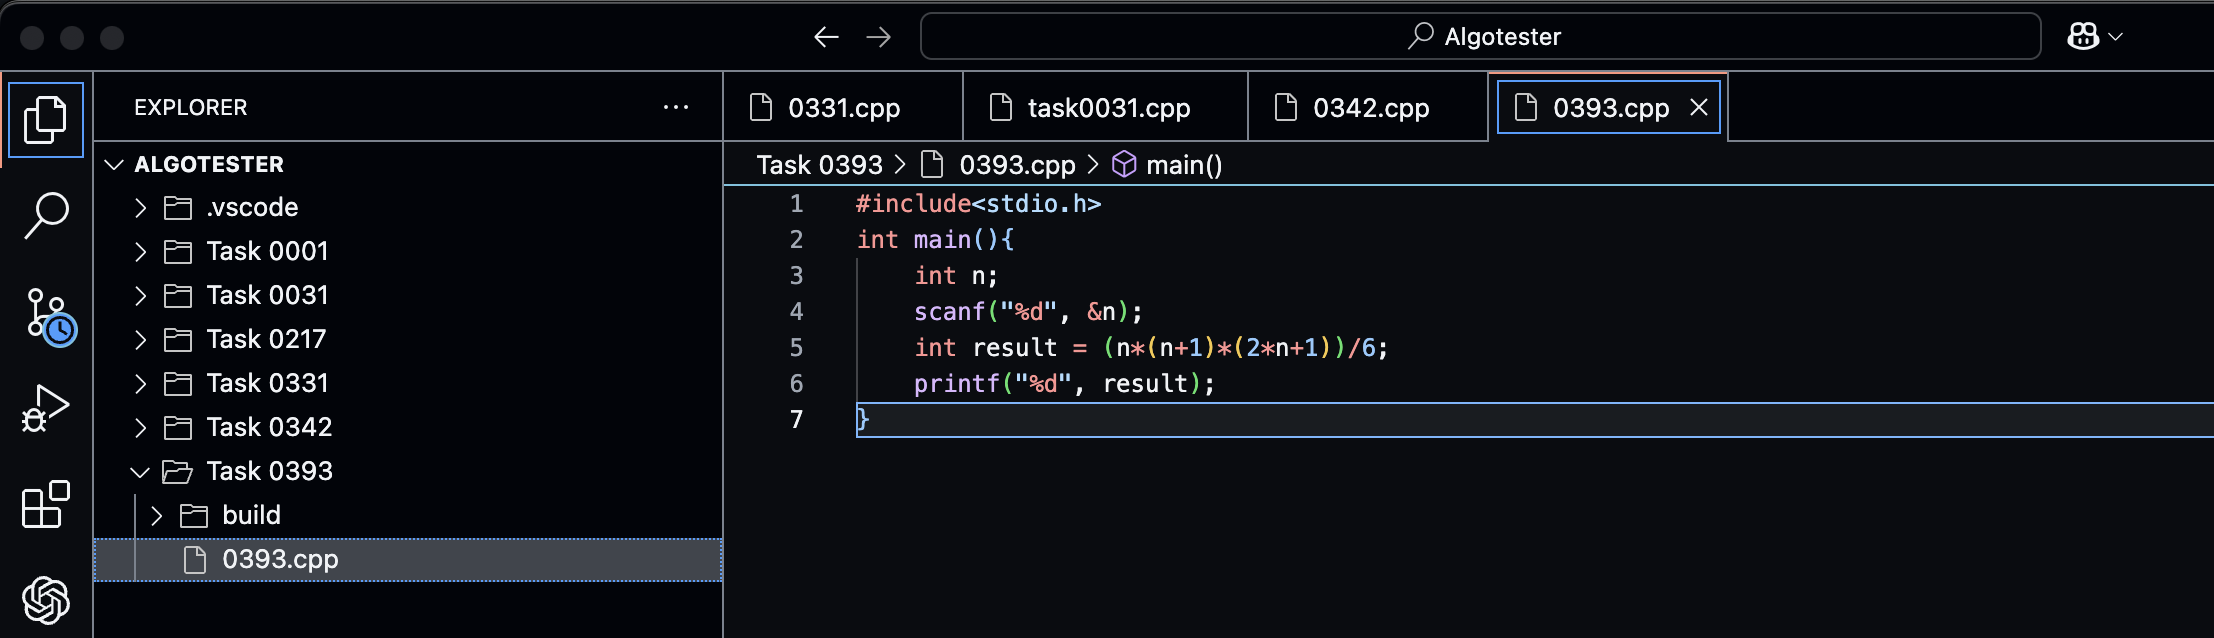 Algotester
EXPLORER
ALGOTESTER
.vscode
Task 0001
Task 0031
Task 0217
Task 0331
Task 0342
Task 0393
build
0393.cpp
0331.cpp
task0031.cpp
0342.cpp
0393.cpp
Task 0393 > 0393.cpp > main()
1 #include<stdio.h>
2 int main(){
3 int n;
4 scanf("%d", &n);
5 int result = (n*(n+1)*(2*n+1))/6;
6 printf("%d", result);
7 }